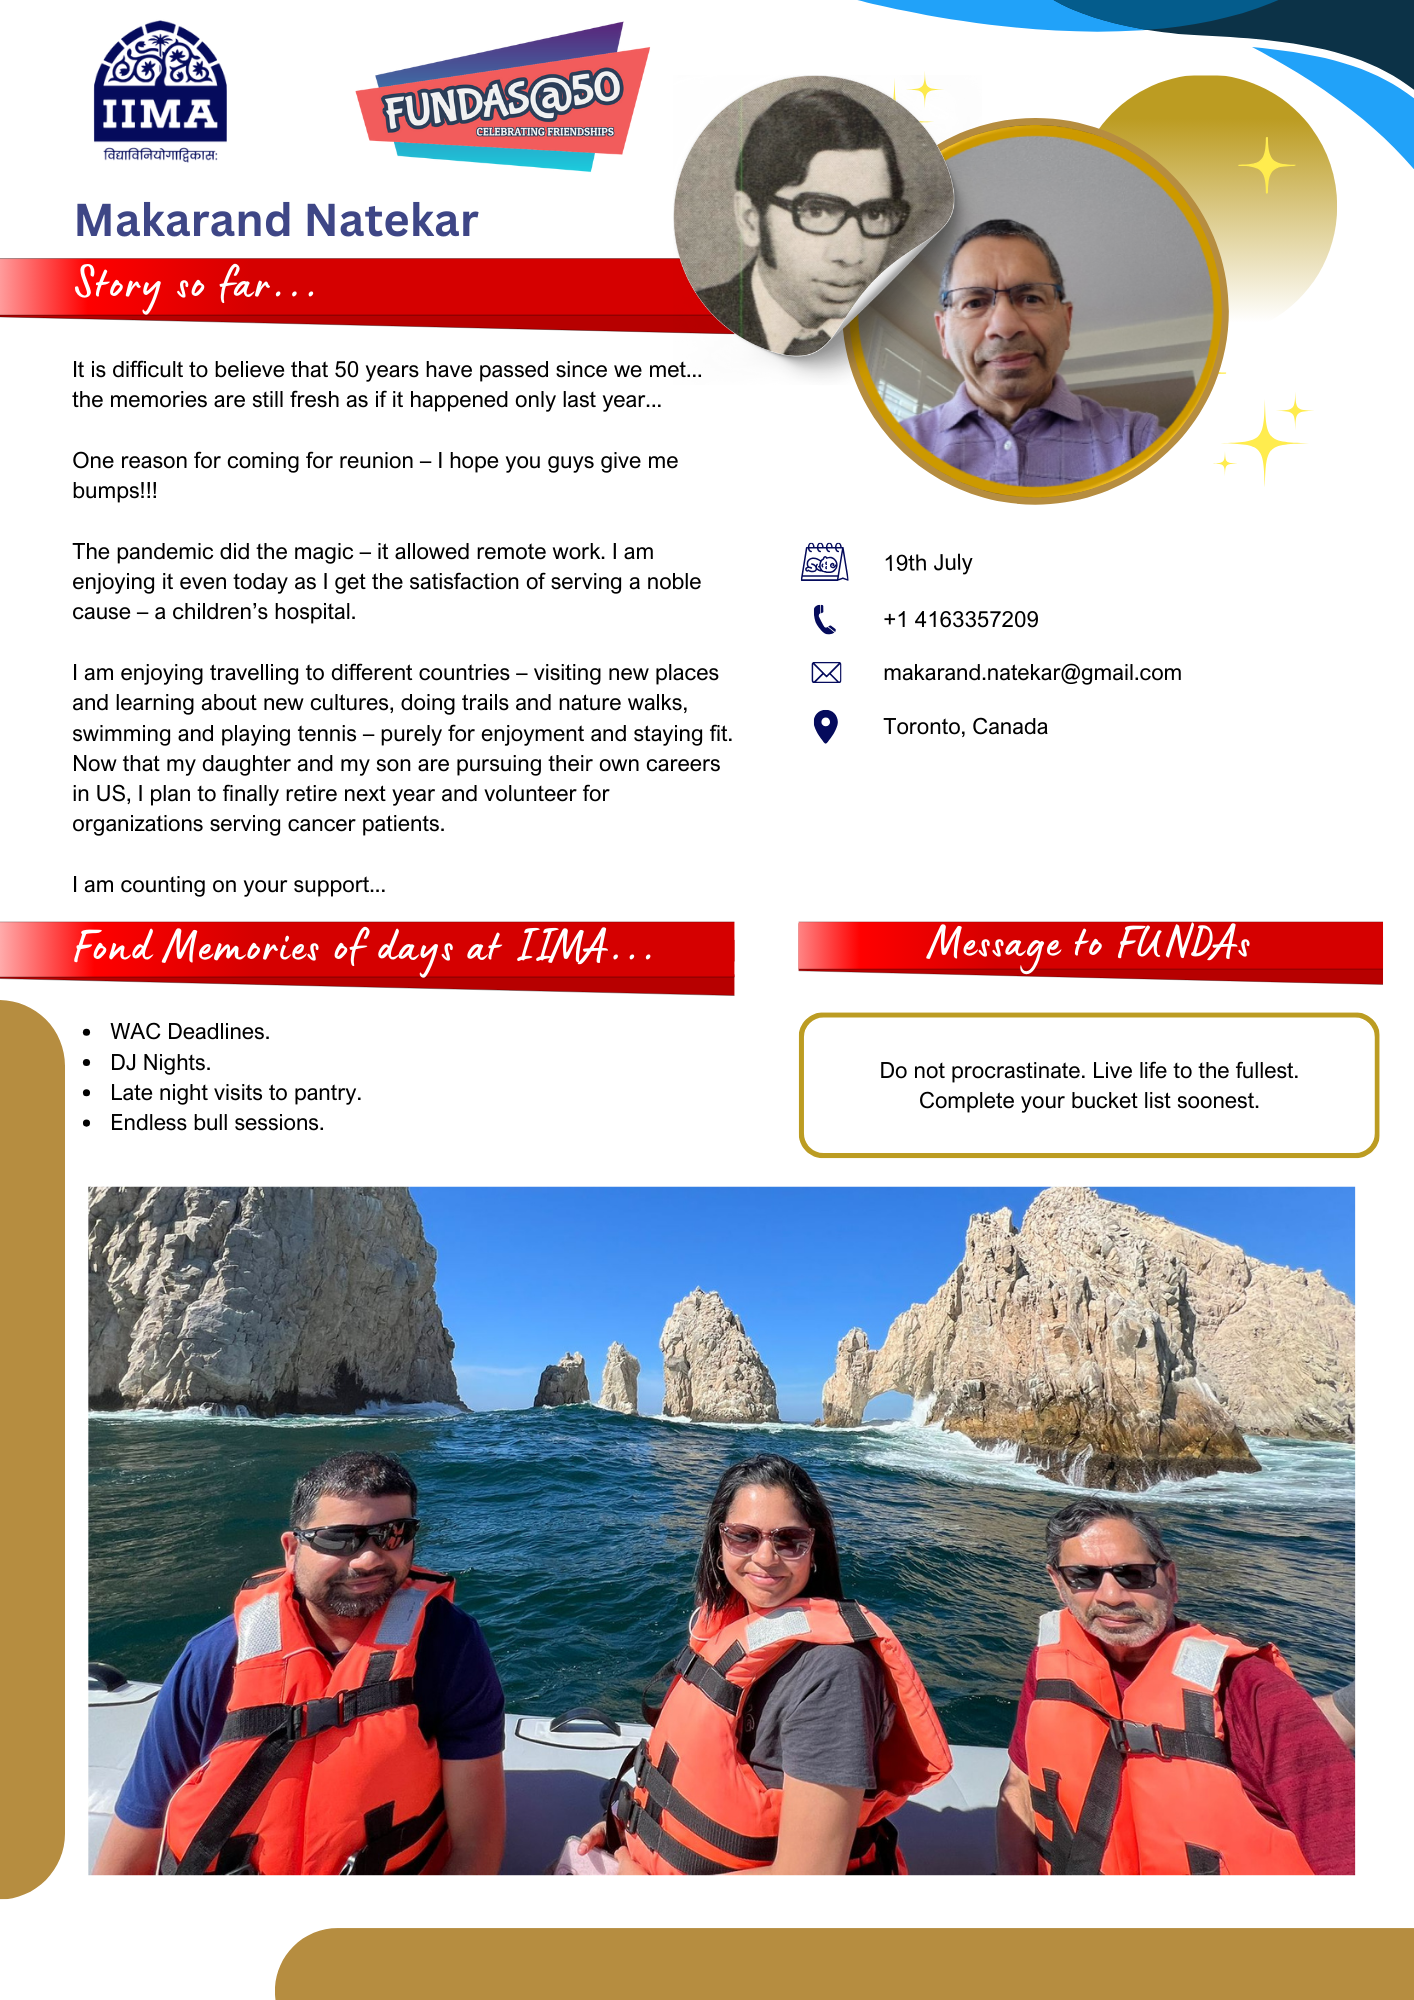 IIMA
विद्याविनियोगाद्विकास:
FUNDAS@50
CELEBRATING FRIENDSHIPS
Makarand Natekar
Story so far...
It is difficult to believe that 50 years have passed since we met...
the memories are still fresh as if it happened only last year...
One reason for coming for reunion – I hope you guys give me
bumps!!!
The pandemic did the magic – it allowed remote work. I am
enjoying it even today as I get the satisfaction of serving a noble
cause – a children’s hospital.
I am enjoying travelling to different countries – visiting new places
and learning about new cultures, doing trails and nature walks,
swimming and playing tennis – purely for enjoyment and staying fit.
Now that my daughter and my son are pursuing their own careers
in US, I plan to finally retire next year and volunteer for
organizations serving cancer patients.
I am counting on your support...
19th July
+1 4163357209
makarand.natekar@gmail.com
Toronto, Canada
Fond Memories of days at IIMA...
• WAC Deadlines.
• DJ Nights.
• Late night visits to pantry.
• Endless bull sessions.
Message to FUNDAs
Do not procrastinate. Live life to the fullest.
Complete your bucket list soonest.